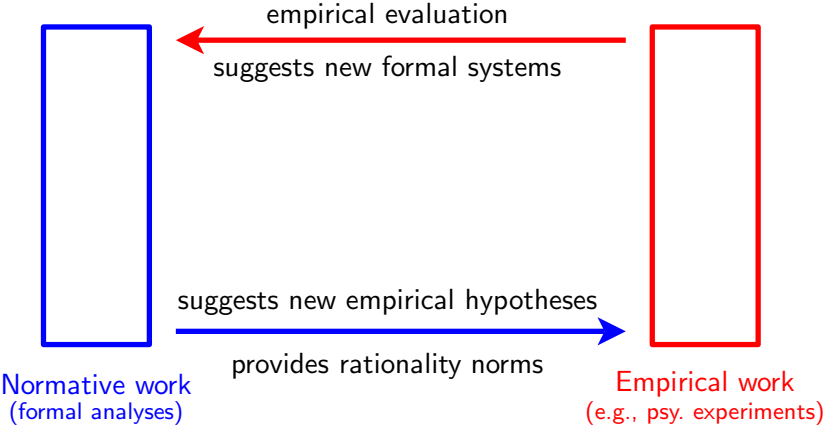 empirical evaluation
suggests new formal systems
suggests new empirical hypotheses
provides rationality norms
Normative work
(formal analyses)
Empirical work
(e.g., psy. experiments)